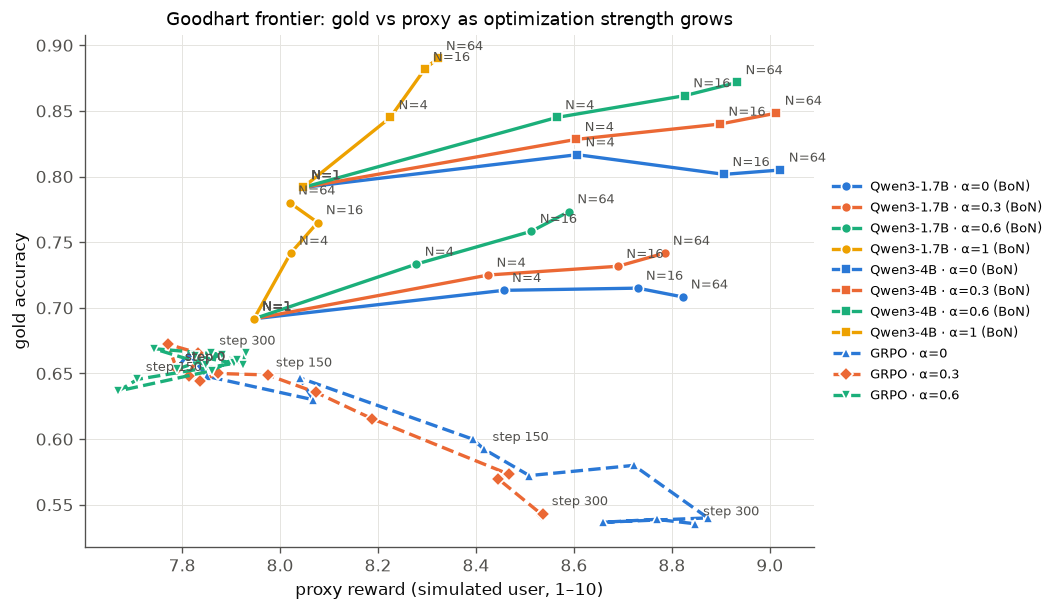 Goodhart frontier: gold vs proxy as optimization strength grows
gold accuracy
0.90
0.85
0.80
0.75
0.70
0.65
0.60
0.55
7.8
8.0
8.2
8.4
8.6
8.8
9.0
proxy reward (simulated user, 1–10)
N=64
N=16
N=4
N=1
N=64
N=16
N=4
N=64
N=16
N=4
N=64
N=16
N=4
N=64
N=16
N=4
N=1
N=64
N=16
N=4
N=64
N=16
N=4
N=64
N=16
N=4
step 300
step 0
step 150
step 150
step 150
step 300
step 300
Qwen3-1.7B · α=0 (BoN)
Qwen3-1.7B · α=0.3 (BoN)
Qwen3-1.7B · α=0.6 (BoN)
Qwen3-1.7B · α=1 (BoN)
Qwen3-4B · α=0 (BoN)
Qwen3-4B · α=0.3 (BoN)
Qwen3-4B · α=0.6 (BoN)
Qwen3-4B · α=1 (BoN)
GRPO · α=0
GRPO · α=0.3
GRPO · α=0.6